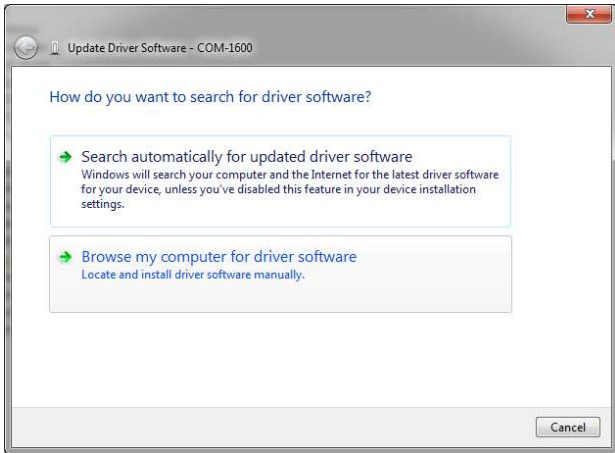 Update Driver Software - COM-1600
How do you want to search for driver software?
Search automatically for updated driver software
Windows will search your computer and the Internet for the latest driver software
for your device, unless you've disabled this feature in your device installation
settings.
Browse my computer for driver software
Locate and install driver software manually.
Cancel